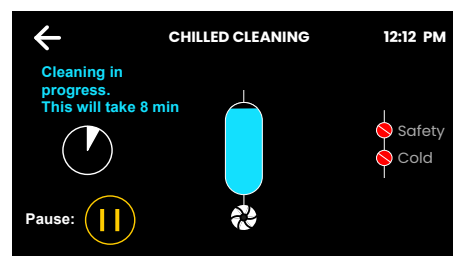 CHILLED CLEANING
12:12 PM
Cleaning in
progress.
This will take 8 min
Safety
Cold
Pause: